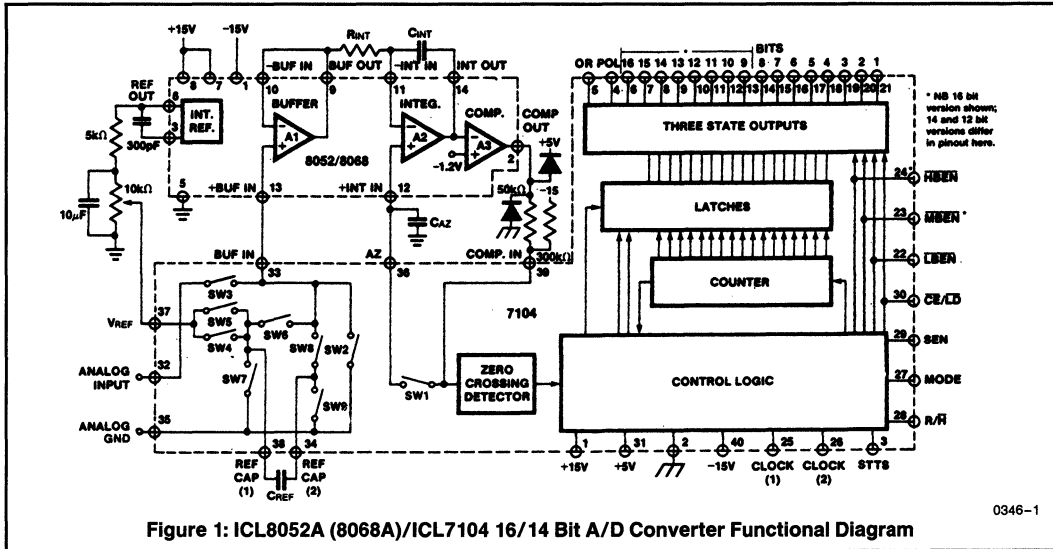 +15V
-15V
RINT
CINT
BITS
-BUF IN
BUF OUT
-INT IN
INT OUT
OR POL 16 15 14 13 12 11 10 9 8 7 6 5 4 3 2 1
8 7 1 10 9 11 14
5 4 6 7 8 9 10 11 12 13 14 15 16 17 18 19 20 21
REF OUT
6
INT. REF.
3
300pF
5kΩ
BUFFER
A1
INTEG.
A2
COMP.
A3
8052/8068
-1.2V
COMP OUT
2
+5V
THREE STATE OUTPUTS
* NB 16 bit
version shown;
14 and 12 bit
versions differ
in pinout here.
10kΩ
10µF
5
+BUF IN
13
+INT IN
12
CAZ
50kΩ
-15
300kΩ
LATCHES
24*
HBEN
23
MBEN*
BUF IN
33
AZ
36
COMP. IN
39
COUNTER
22
LBEN
30
CE/LD
7104
37
VREF
SW3
SW5
SW4
SW6
SW8
SW2
SW7
SW9
SW1
32
ANALOG INPUT
35
ANALOG GND
ZERO CROSSING DETECTOR
CONTROL LOGIC
29
SEN
27
MODE
28
R/H
38
REF CAP (1)
CREF
34
REF CAP (2)
1
+15V
31
+5V
2
40
-15V
25
CLOCK (1)
26
CLOCK (2)
3
STTS
0346–1
Figure 1: ICL8052A (8068A)/ICL7104 16/14 Bit A/D Converter Functional Diagram